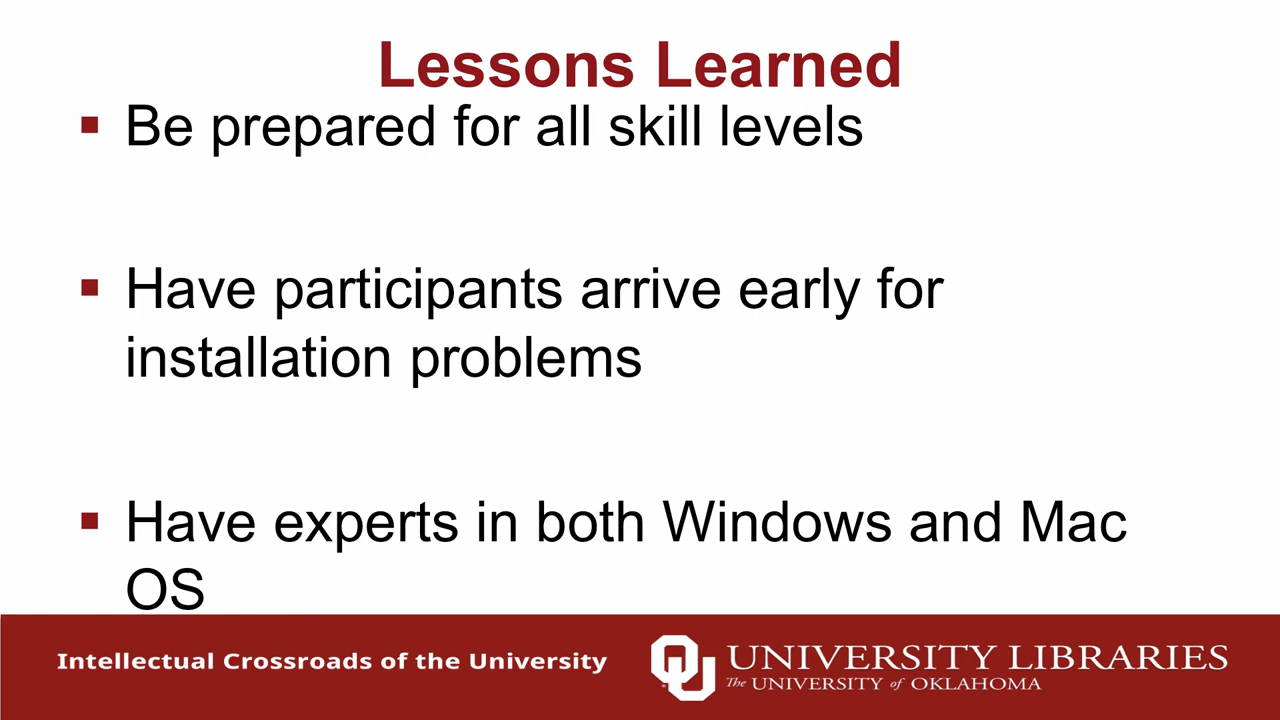 Lessons Learned
Be prepared for all skill levels
Have participants arrive early for
installation problems
Have experts in both Windows and Mac
OS
Intellectual Crossroads of the University
OU
UNIVERSITY LIBRARIES
The UNIVERSITY of OKLAHOMA